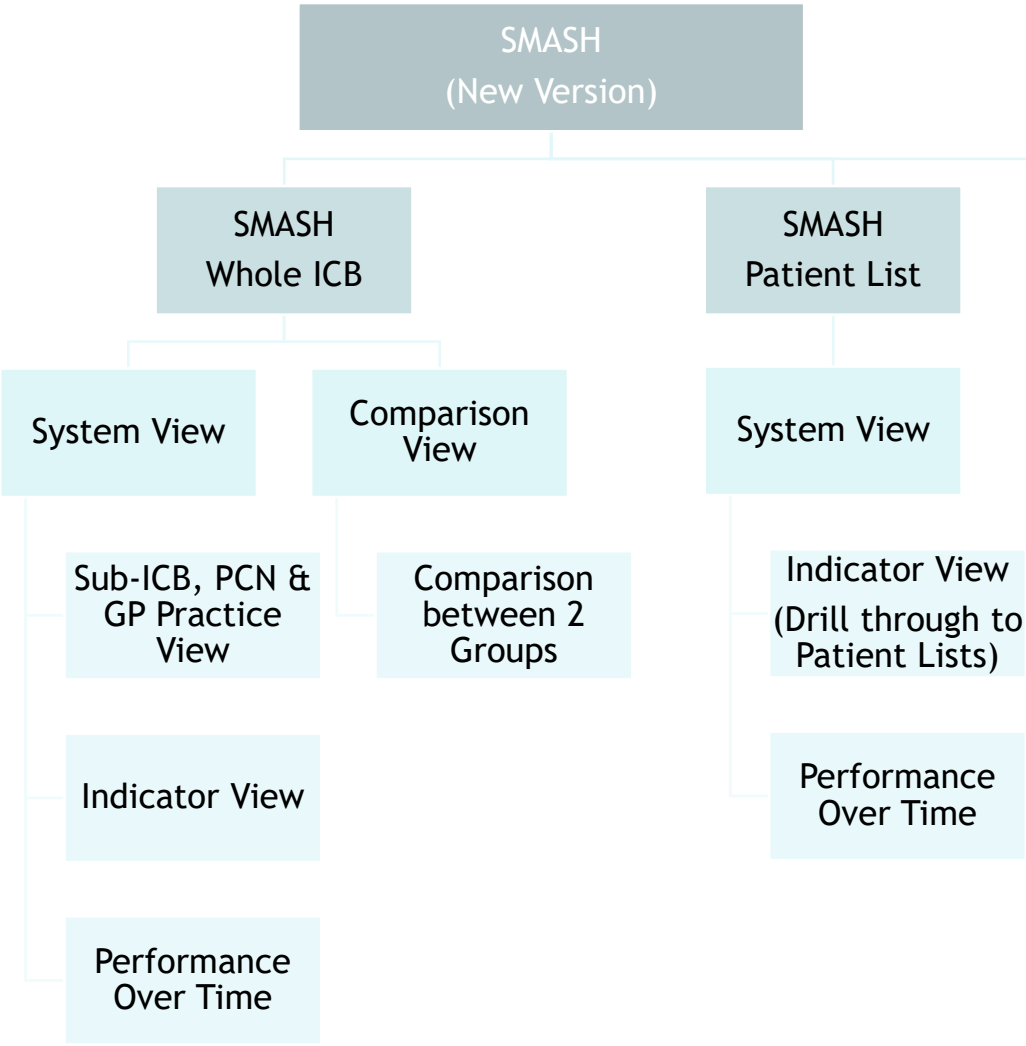 SMASH
(New Version)
SMASH
Whole ICB
SMASH
Patient List
System View
Comparison
View
System View
Sub-ICB, PCN &
GP Practice
View
Comparison
between 2
Groups
Indicator View
(Drill through to
Patient Lists)
Indicator View
Performance
Over Time
Performance
Over Time